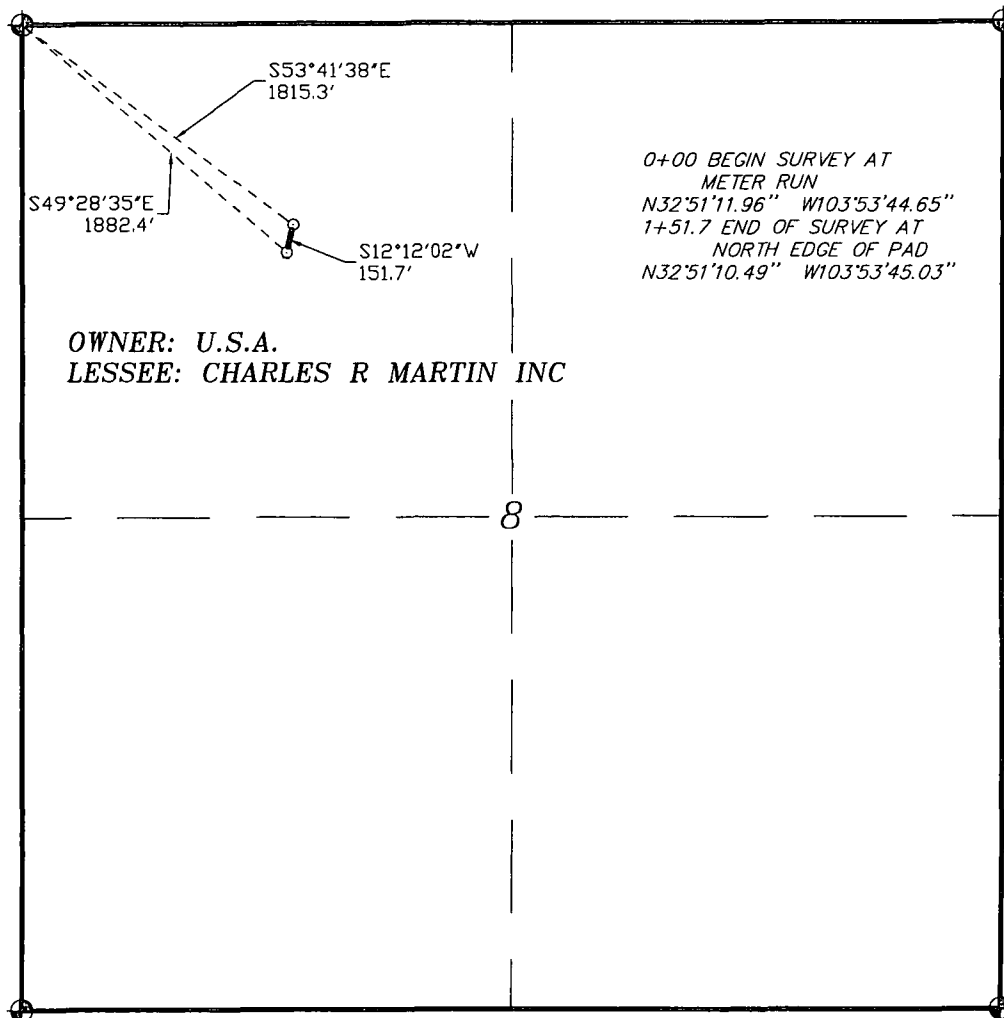 S53°41'38"E
1815.3'
S49°28'35"E
1882.4'
S12°12'02"W
151.7'
0+00 BEGIN SURVEY AT
METER RUN
N32°51'11.96" W103°53'44.65"
1+51.7 END OF SURVEY AT
NORTH EDGE OF PAD
N32°51'10.49" W103°53'45.03"
OWNER: U.S.A.
LESSEE: CHARLES R MARTIN INC
8